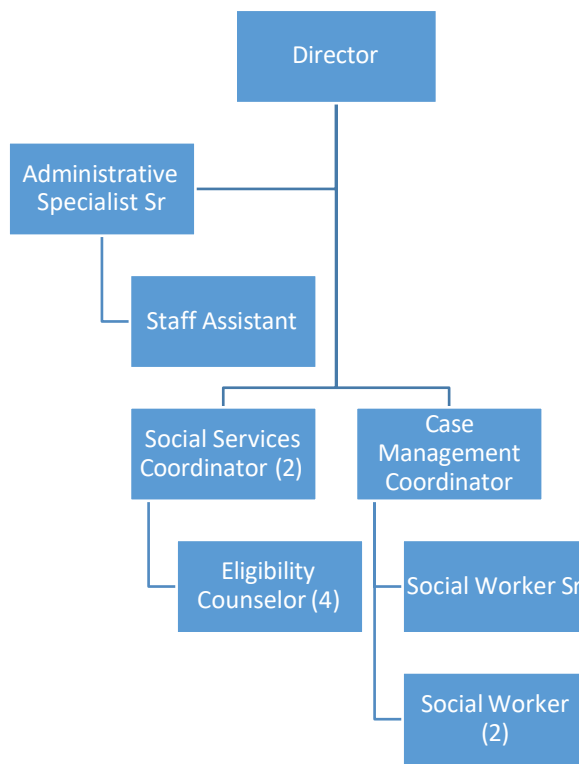 Director
Administrative
Specialist Sr
Staff Assistant
Social Services
Coordinator (2)
Case
Management
Coordinator
Eligibility
Counselor (4)
Social Worker Sr
Social Worker
(2)